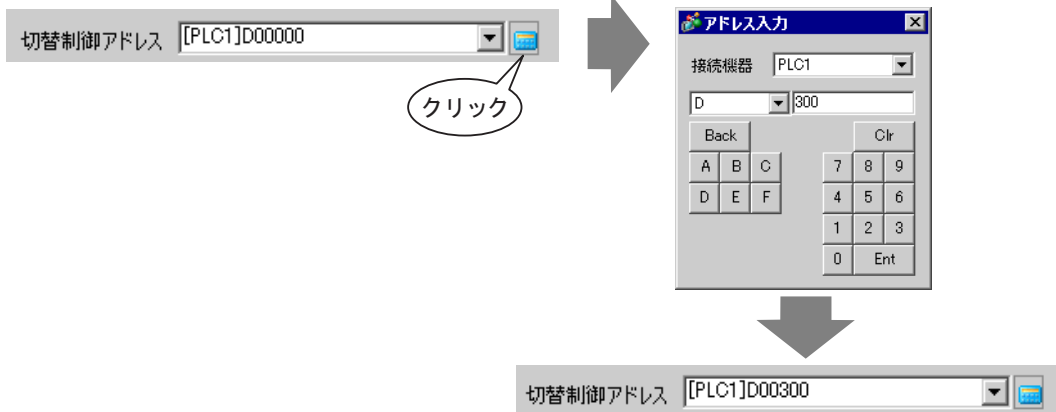 切替制御アドレス [PLC1]D00000
クリック
アドレス入力
接続機器 PLC1
D 300
Back Clr
A B C 7 8 9
D E F 4 5 6
1 2 3
0 Ent
切替制御アドレス [PLC1]D00300